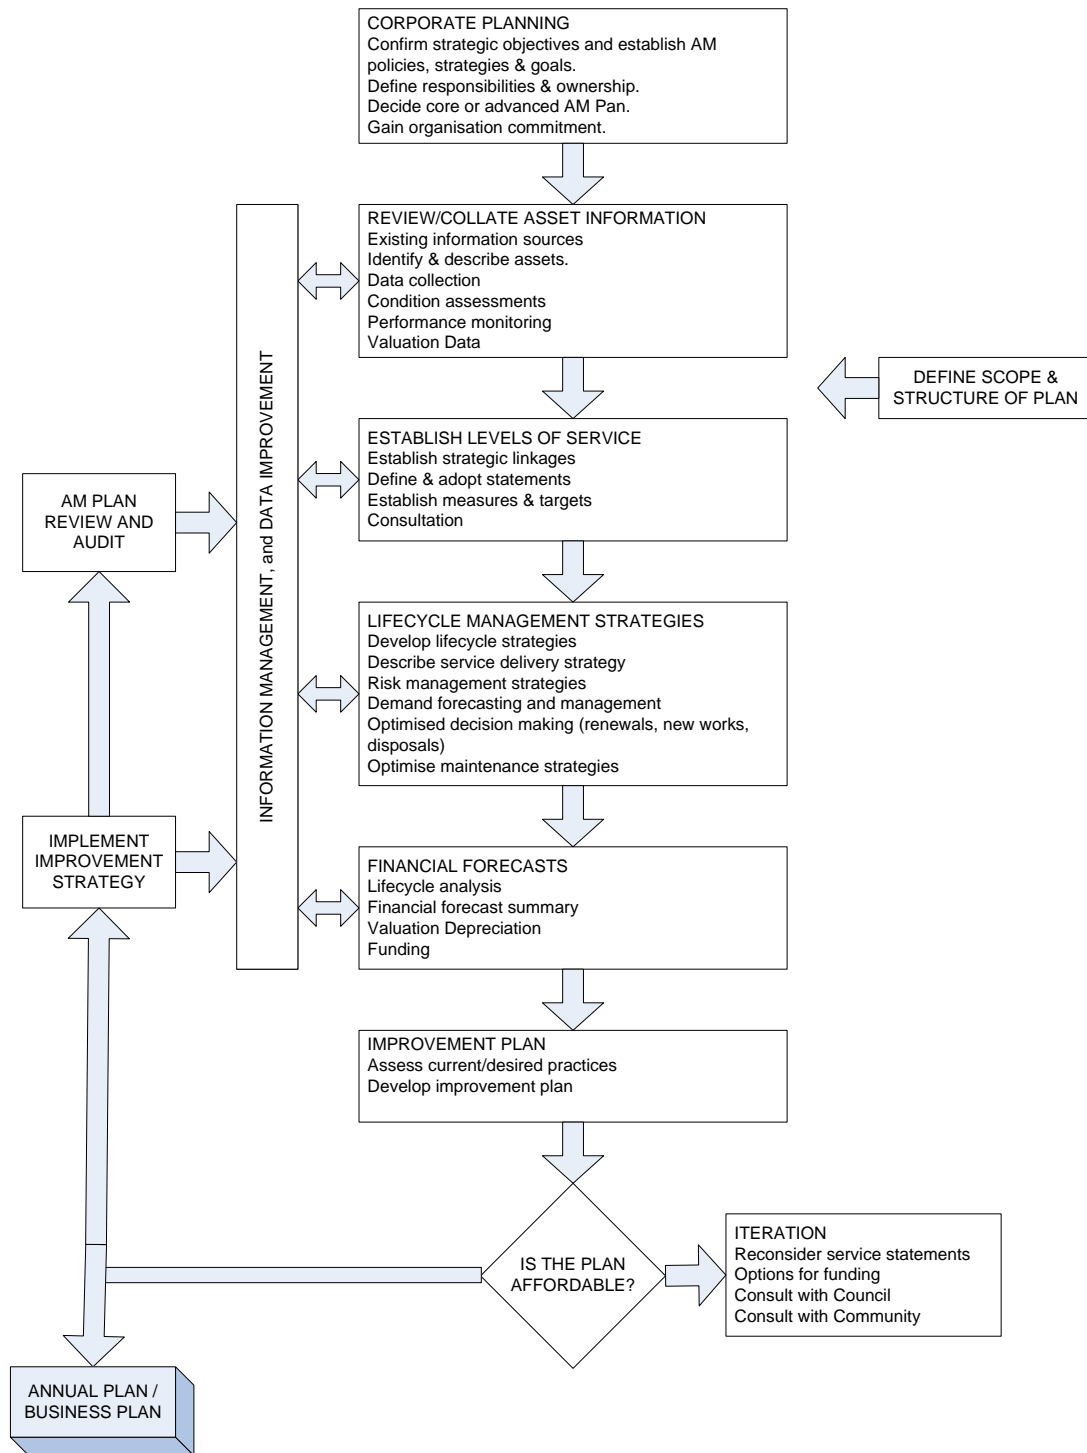 CORPORATE PLANNING
Confirm strategic objectives and establish AM
policies, strategies & goals.
Define responsibilities & ownership.
Decide core or advanced AM Pan.
Gain organisation commitment.
REVIEW/COLLATE ASSET INFORMATION
Existing information sources
Identify & describe assets.
Data collection
Condition assessments
Performance monitoring
Valuation Data
DEFINE SCOPE &
STRUCTURE OF PLAN
INFORMATION MANAGEMENT, and DATA IMPROVEMENT
ESTABLISH LEVELS OF SERVICE
Establish strategic linkages
Define & adopt statements
Establish measures & targets
Consultation
AM PLAN
REVIEW AND
AUDIT
LIFECYCLE MANAGEMENT STRATEGIES
Develop lifecycle strategies
Describe service delivery strategy
Risk management strategies
Demand forecasting and management
Optimised decision making (renewals, new works,
disposals)
Optimise maintenance strategies
IMPLEMENT
IMPROVEMENT
STRATEGY
FINANCIAL FORECASTS
Lifecycle analysis
Financial forecast summary
Valuation Depreciation
Funding
IMPROVEMENT PLAN
Assess current/desired practices
Develop improvement plan
IS THE PLAN
AFFORDABLE?
ITERATION
Reconsider service statements
Options for funding
Consult with Council
Consult with Community
ANNUAL PLAN /
BUSINESS PLAN